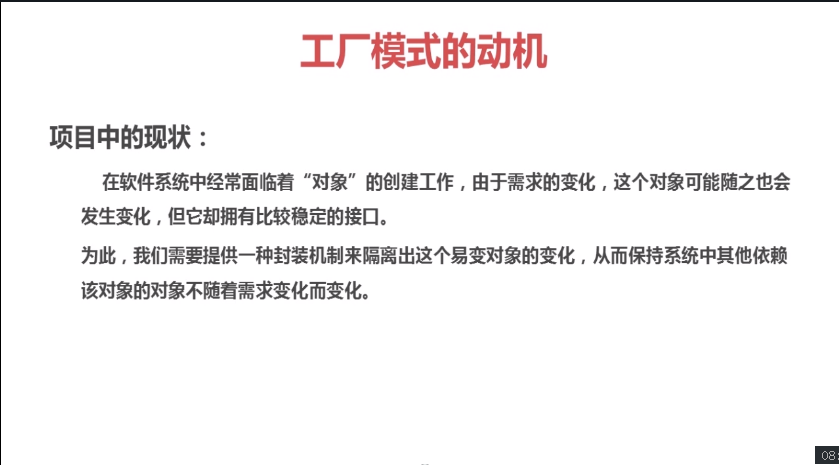 工厂模式的动机
项目中的现状：
在软件系统中经常面临着“对象”的创建工作，由于需求的变化，这个对象可能随之也会
发生变化，但它却拥有比较稳定的接口。
为此，我们需要提供一种封装机制来隔离出这个易变对象的变化，从而保持系统中其他依赖
该对象的对象不随着需求变化而变化。
08